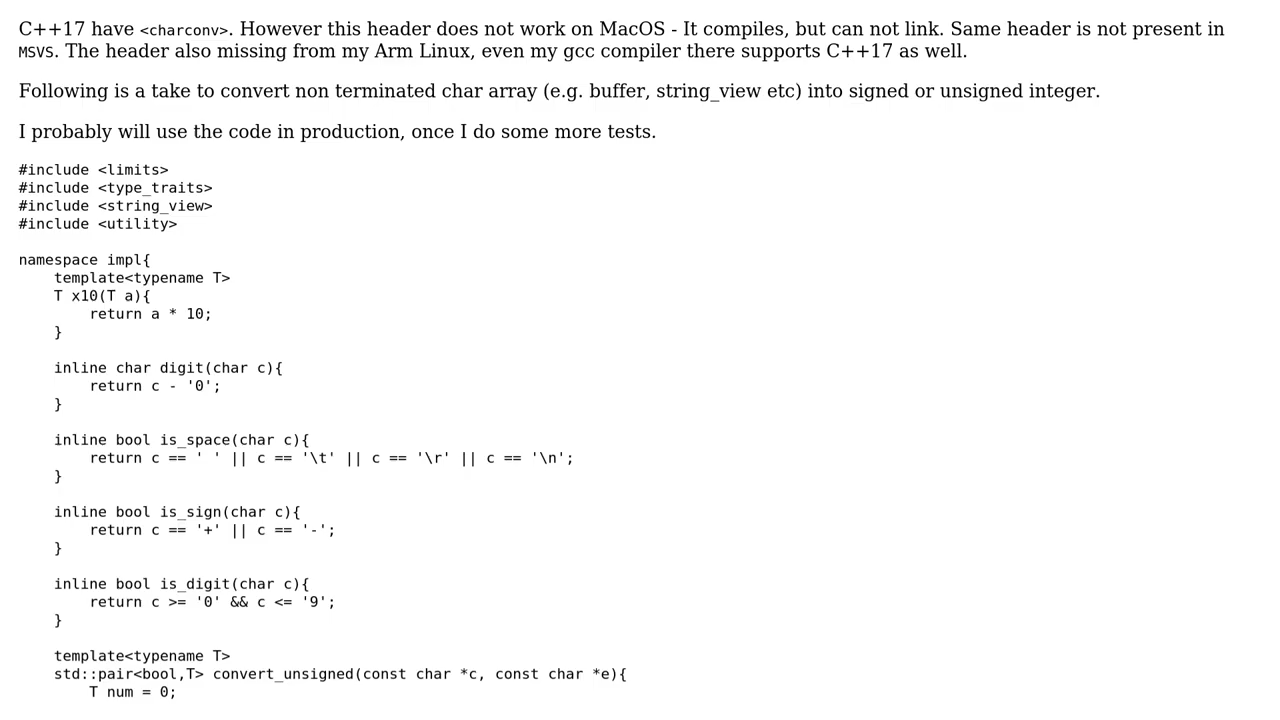 C++17 have <charconv>. However this header does not work on MacOS - It compiles, but can not link. Same header is not present in
MSVS. The header also missing from my Arm Linux, even my gcc compiler there supports C++17 as well.
Following is a take to convert non terminated char array (e.g. buffer, string_view etc) into signed or unsigned integer.
I probably will use the code in production, once I do some more tests.
#include <limits>
#include <type_traits>
#include <string_view>
#include <utility>
namespace impl{
    template<typename T>
    T x10(T a){
        return a * 10;
    }
    inline char digit(char c){
        return c - '0';
    }
    inline bool is_space(char c){
        return c == ' ' || c == '\t' || c == '\r' || c == '\n';
    }
    inline bool is_sign(char c){
        return c == '+' || c == '-';
    }
    inline bool is_digit(char c){
        return c >= '0' && c <= '9';
    }
    template<typename T>
    std::pair<bool,T> convert_unsigned(const char *c, const char *e){
        T num = 0;